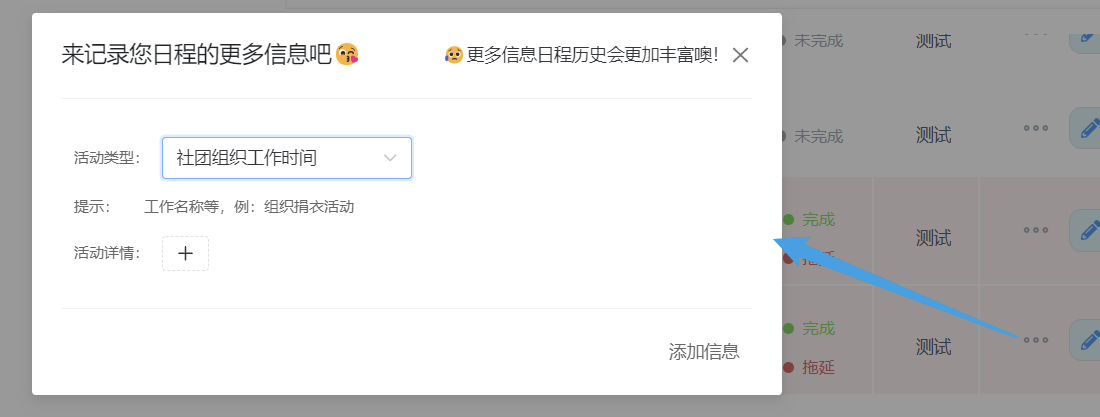 来记录您日程的更多信息吧😘
🥺更多信息日程历史会更加丰富噢!
活动类型:
社团组织工作时间
提示: 工作名称等，例：组织捐衣活动
活动详情:
+
添加信息
未完成 测试
未完成 测试
完成
拖延
测试
完成
拖延
测试